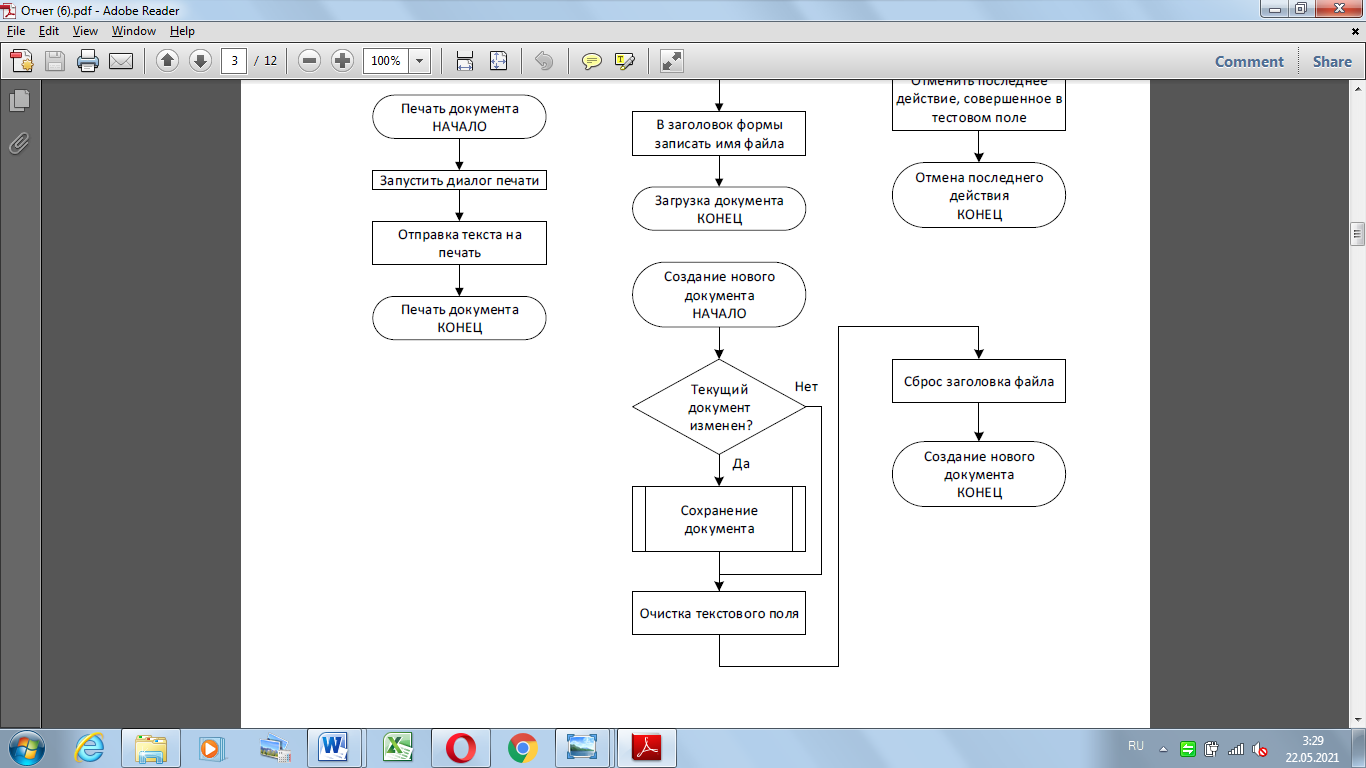 Отчет (6).pdf - Adobe Reader
File Edit View Window Help
3 / 12 100% Comment Share
Печать документа
НАЧАЛО
Запустить диалог печати
Отправка текста на
печать
Печать документа
КОНЕЦ
В заголовок формы
записать имя файла
Загрузка документа
КОНЕЦ
Создание нового
документа
НАЧАЛО
Текущий
документ
изменен?
Нет
Да
Сохранение
документа
Очистка текстового поля
Отменить последнее
действие, совершенное в
тестовом поле
Отмена последнего
действия
КОНЕЦ
Сброс заголовка файла
Создание нового
документа
КОНЕЦ
RU
3:29
22.05.2021